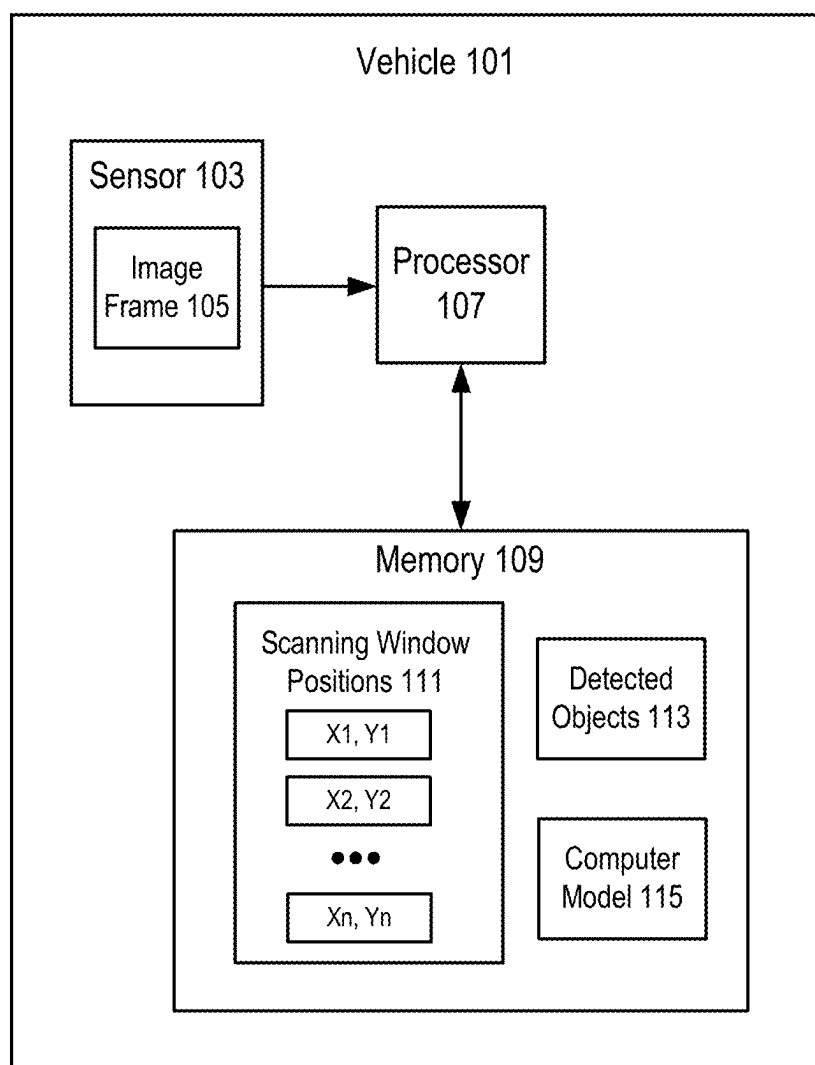 Vehicle 101
Sensor 103
Image
Frame 105
Processor
107
Memory 109
Scanning Window
Positions 111
X1, Y1
X2, Y2
Xn, Yn
Detected
Objects 113
Computer
Model 115